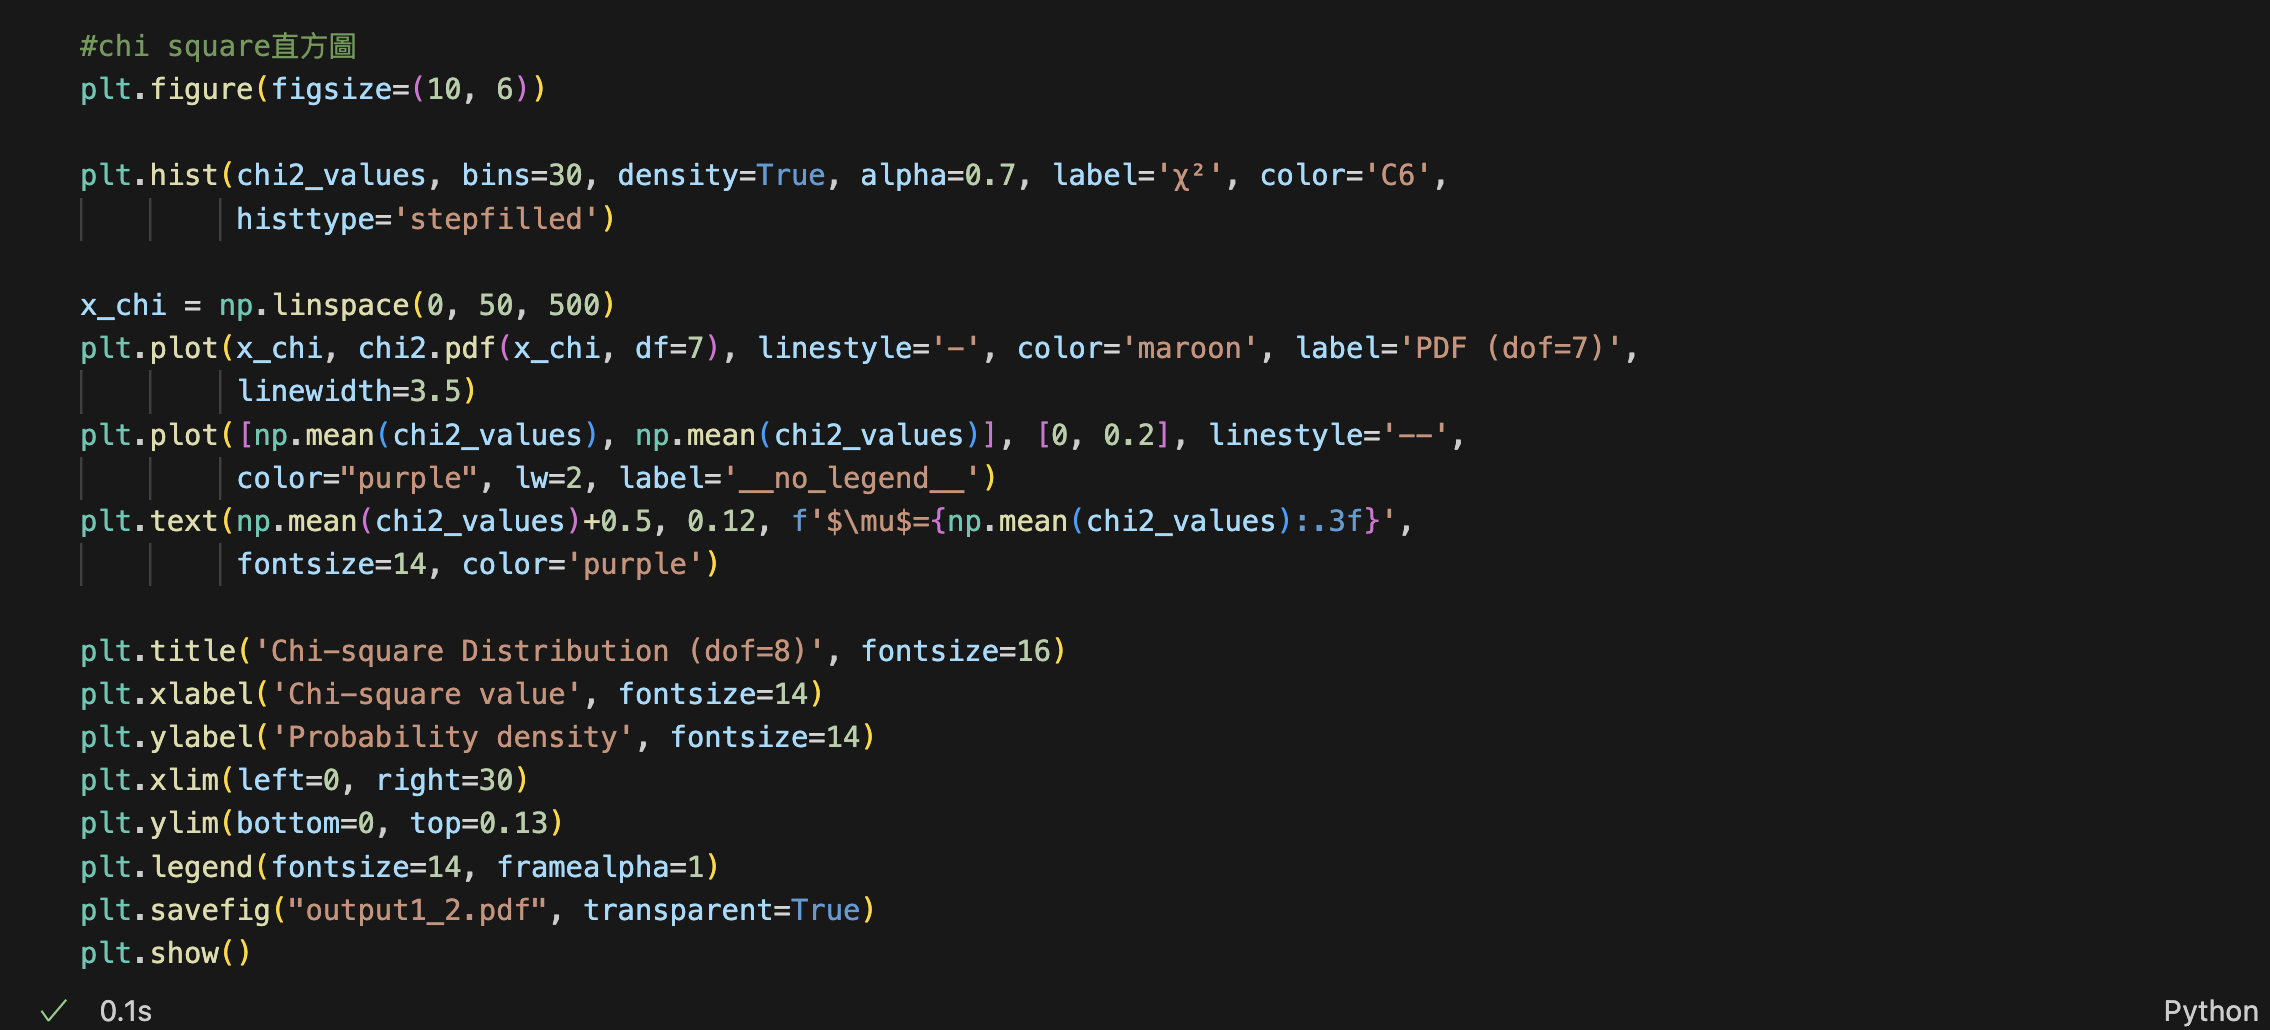 #chi square直方圖
plt.figure(figsize=(10, 6))
plt.hist(chi2_values, bins=30, density=True, alpha=0.7, label='χ²', color='C6',
histtype='stepfilled')
x_chi = np.linspace(0, 50, 500)
plt.plot(x_chi, chi2.pdf(x_chi, df=7), linestyle='-', color='maroon', label='PDF (dof=7)',
linewidth=3.5)
plt.plot([np.mean(chi2_values), np.mean(chi2_values)], [0, 0.2], linestyle='--',
color="purple", lw=2, label='__no_legend__')
plt.text(np.mean(chi2_values)+0.5, 0.12, f'$\mu$={np.mean(chi2_values):.3f}',
fontsize=14, color='purple')
plt.title('Chi-square Distribution (dof=8)', fontsize=16)
plt.xlabel('Chi-square value', fontsize=14)
plt.ylabel('Probability density', fontsize=14)
plt.xlim(left=0, right=30)
plt.ylim(bottom=0, top=0.13)
plt.legend(fontsize=14, framealpha=1)
plt.savefig("output1_2.pdf", transparent=True)
plt.show()
0.1s
Python